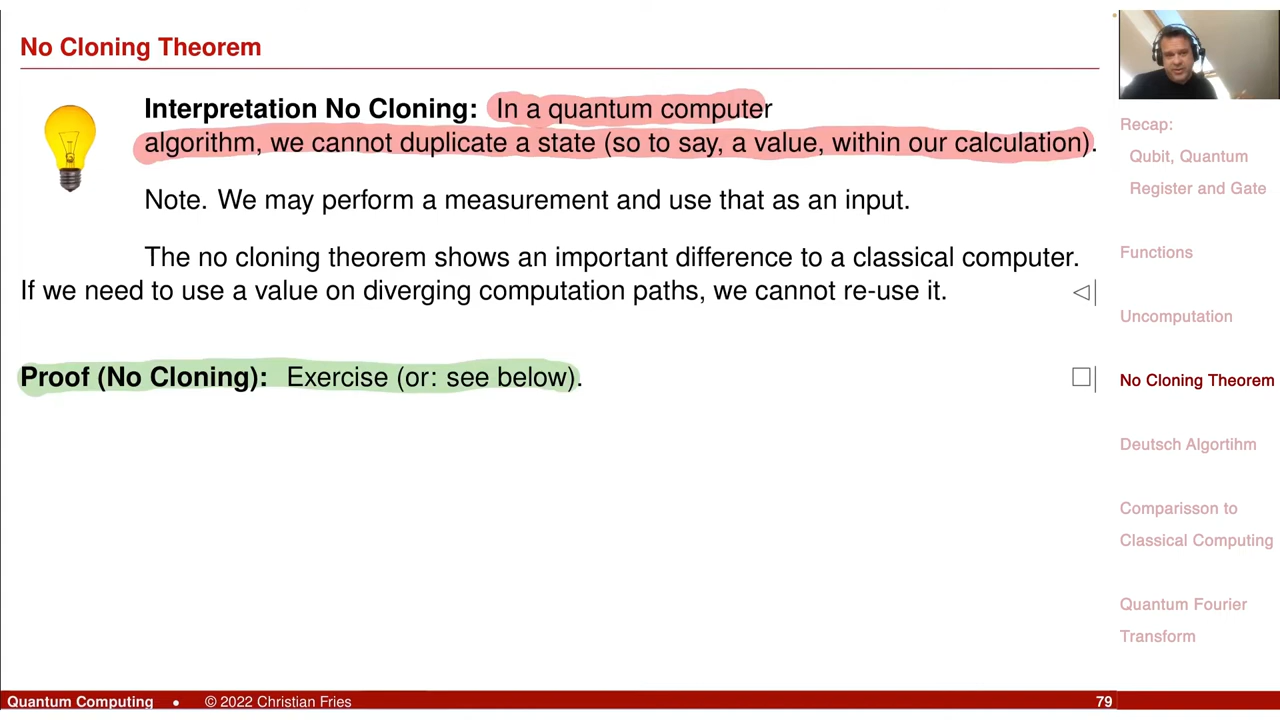 No Cloning Theorem
Interpretation No Cloning: In a quantum computer
algorithm, we cannot duplicate a state (so to say, a value, within our calculation).
Note. We may perform a measurement and use that as an input.
The no cloning theorem shows an important difference to a classical computer.
If we need to use a value on diverging computation paths, we cannot re-use it.
Proof (No Cloning): Exercise (or: see below).
Recap:
Qubit, Quantum
Register and Gate
Functions
Uncomputation
No Cloning Theorem
Deutsch Algortihm
Comparisson to
Classical Computing
Quantum Fourier
Transform
Quantum Computing • © 2022 Christian Fries 79